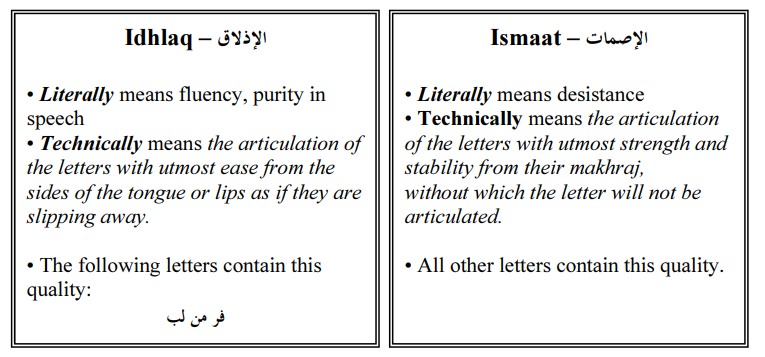 Idhlaq – الإذلاق
• Literally means fluency, purity in
speech
• Technically means the articulation of
the letters with utmost ease from the
sides of the tongue or lips as if they are
slipping away.
• The following letters contain this
quality:
فر من لب
Ismaat – الإصمات
• Literally means desistance
• Technically means the articulation
of the letters with utmost strength and
stability from their makhraj,
without which the letter will not be
articulated.
• All other letters contain this quality.